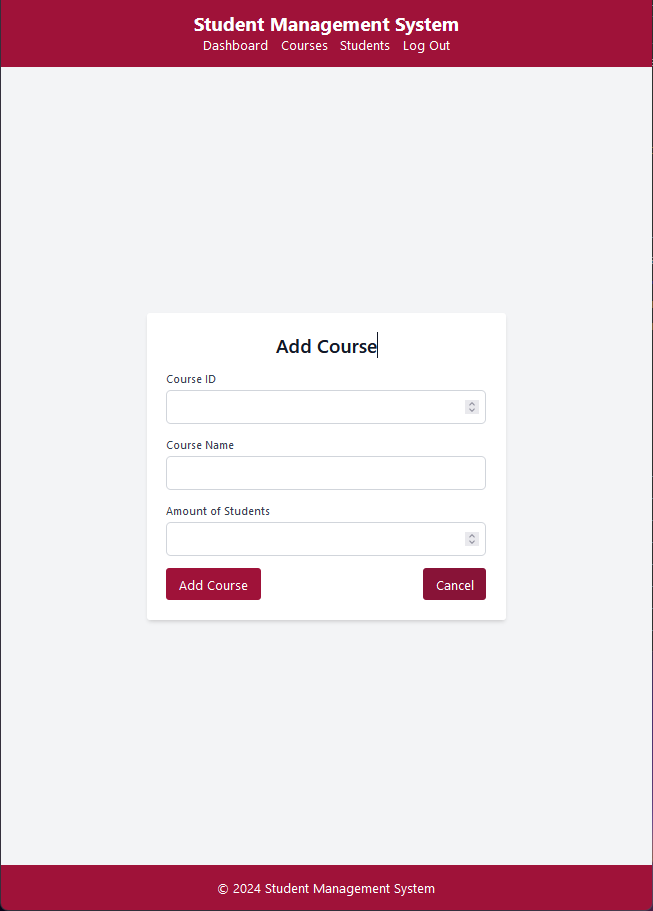 Student Management System
Dashboard Courses Students Log Out
Add Course
Course ID
Course Name
Amount of Students
Add Course Cancel
© 2024 Student Management System